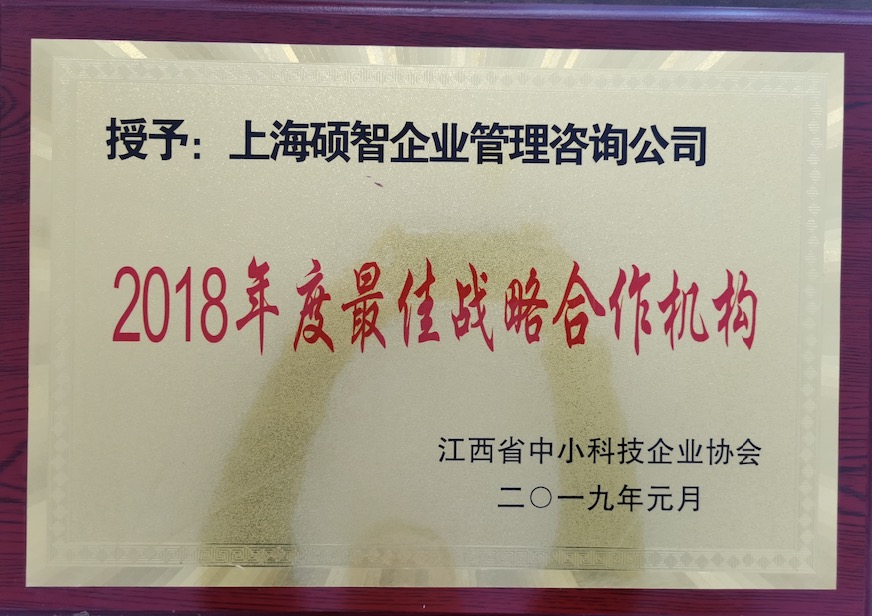 授予：上海硕智企业管理咨询公司
2018年度最佳战略合作机构
江西省中小科技企业协会
二〇一九年元月